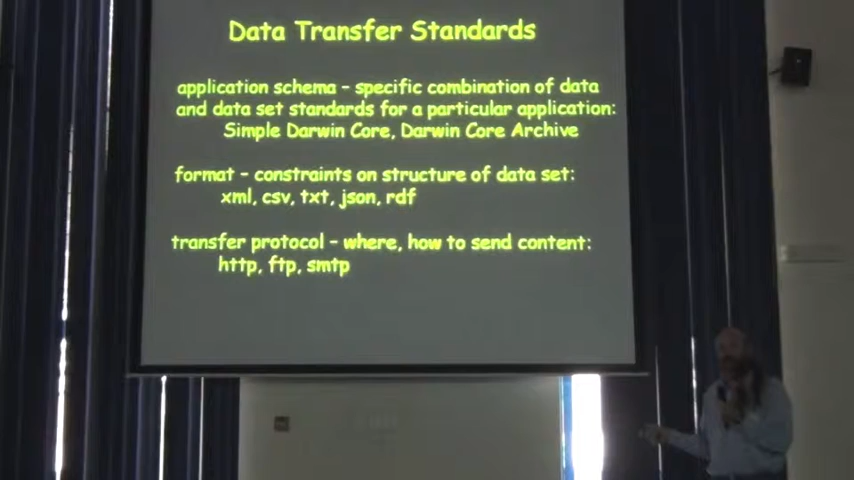 Data Transfer Standards
application schema – specific combination of data
and data set standards for a particular application:
Simple Darwin Core, Darwin Core Archive
format – constraints on structure of data set:
xml, csv, txt, json, rdf
transfer protocol – where, how to send content:
http, ftp, smtp